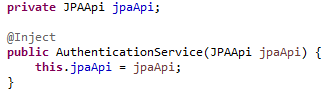 private JPAApi jpaApi;
@Inject
public AuthenticationService(JPAApi jpaApi) {
this.jpaApi = jpaApi;
}